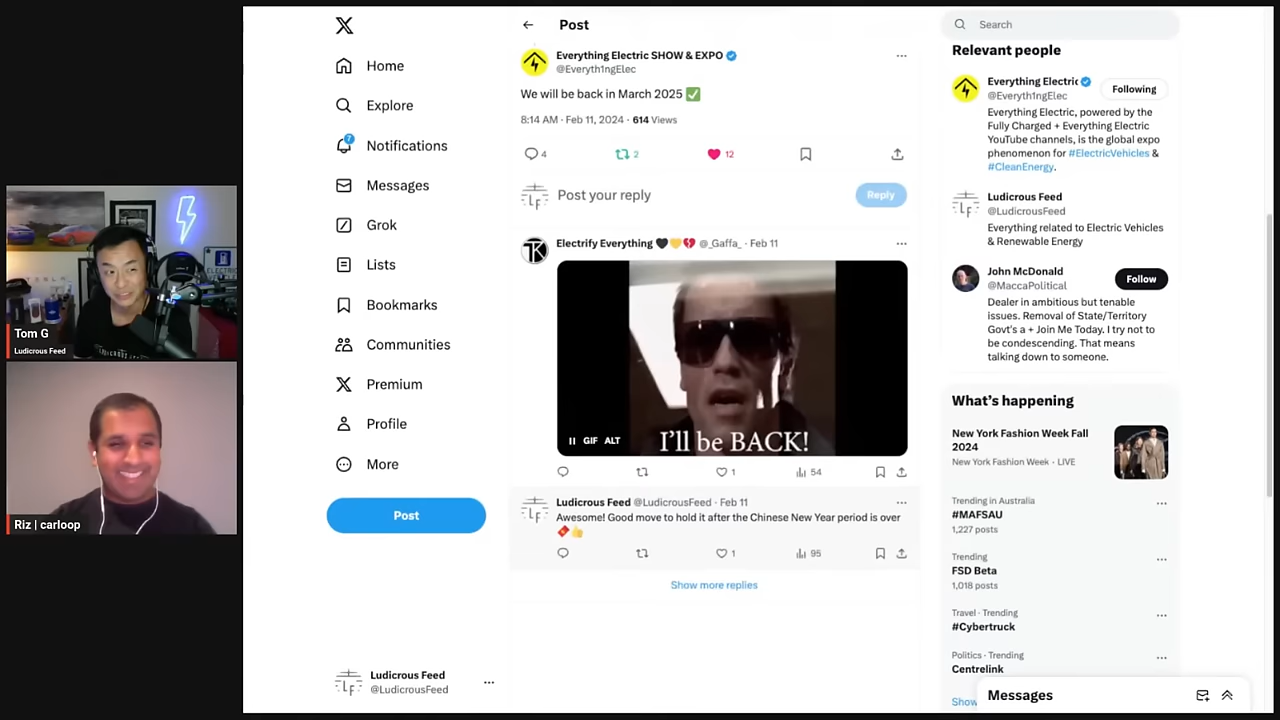 Tom G
Ludicrous Feed
Riz | carloop
Home
Explore
7
Notifications
Messages
Grok
Lists
Bookmarks
Communities
Premium
Profile
More
Post
Ludicrous Feed
@LudicrousFeed
Post
Everything Electric SHOW & EXPO
@Everyth1ngElec
We will be back in March 2025 ✅
8:14 AM · Feb 11, 2024 · 614 Views
4
2
12
Post your reply
Reply
Electrify Everything 🖤💛💔 @_Gaffa_ · Feb 11
I'll be BACK!
GIF ALT
1
54
Ludicrous Feed @LudicrousFeed · Feb 11
Awesome! Good move to hold it after the Chinese New Year period is over
🧧👍
1
95
Show more replies
Search
Relevant people
Everything Electric
@Everyth1ngElec
Following
Everything Electric, powered by the
Fully Charged + Everything Electric
YouTube channels, is the global expo
phenomenon for #ElectricVehicles &
#CleanEnergy.
Ludicrous Feed
@LudicrousFeed
Everything related to Electric Vehicles
& Renewable Energy
John McDonald
@MaccaPolitical
Follow
Dealer in ambitious but tenable
issues. Removal of State/Territory
Govt's a + Join Me Today. I try not to
be condescending. That means
talking down to someone.
What's happening
New York Fashion Week Fall
2024
New York Fashion Week · LIVE
Trending in Australia
#MAFSAU
1,227 posts
Trending
FSD Beta
1,018 posts
Travel · Trending
#Cybertruck
Politics · Trending
Centrelink
Show
Messages